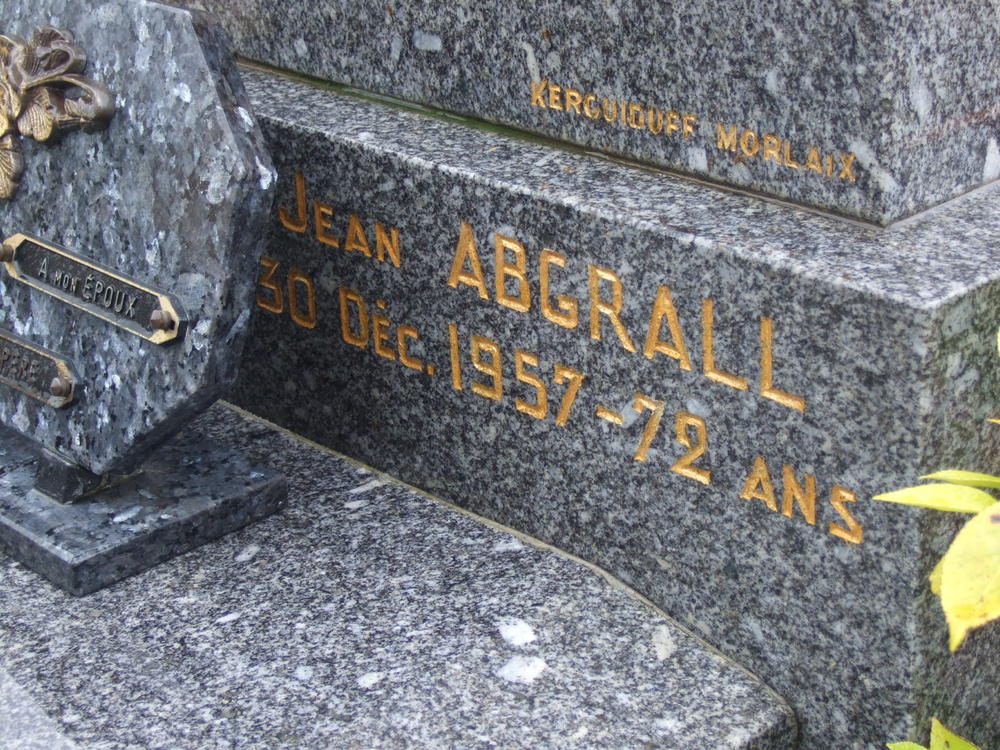 KERGUIDUFF MORLAIX
JEAN ABGRALL
30 DÉC. 1957-72 ANS
A MON ÉPOUX